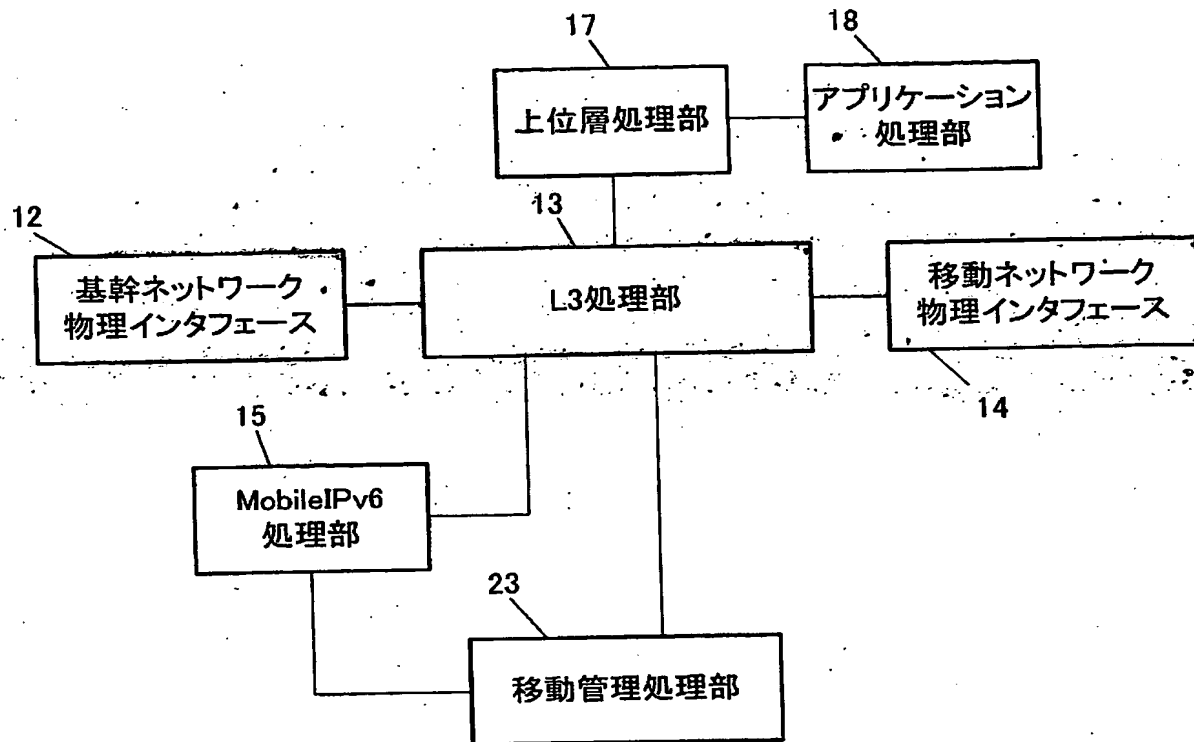 17
18
上位層処理部
アプリケーション
処理部
12
13
基幹ネットワーク
物理インタフェース
L3処理部
移動ネットワーク
物理インタフェース
14
15
MobileIPv6
処理部
23
移動管理処理部